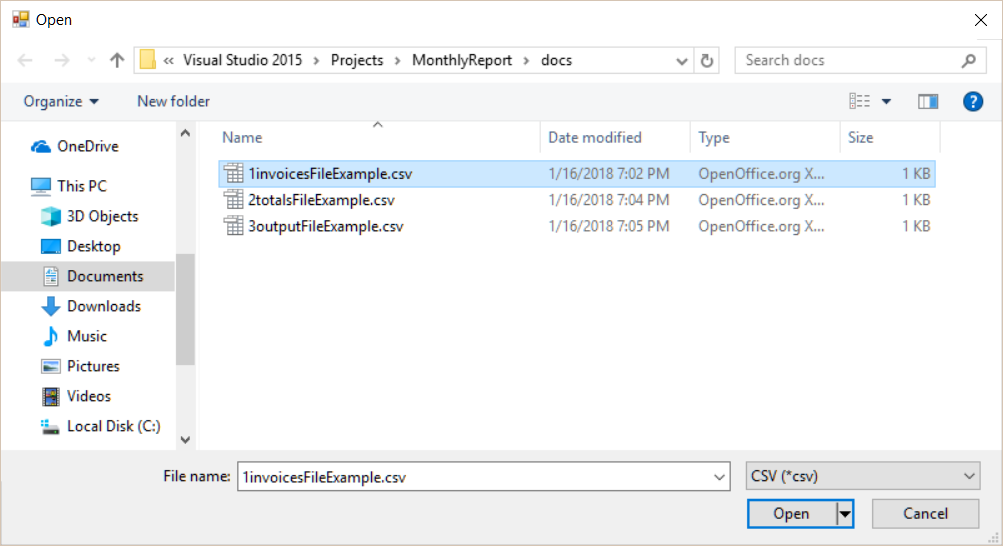 Open
« Visual Studio 2015 > Projects > MonthlyReport > docs
Search docs
Organize
New folder
OneDrive
This PC
3D Objects
Desktop
Documents
Downloads
Music
Pictures
Videos
Local Disk (C:)
Name Date modified Type Size
1invoicesFileExample.csv 1/16/2018 7:02 PM OpenOffice.org X... 1 KB
2totalsFileExample.csv 1/16/2018 7:04 PM OpenOffice.org X... 1 KB
3outputFileExample.csv 1/16/2018 7:05 PM OpenOffice.org X... 1 KB
File name: 1invoicesFileExample.csv
CSV (*csv)
Open
Cancel